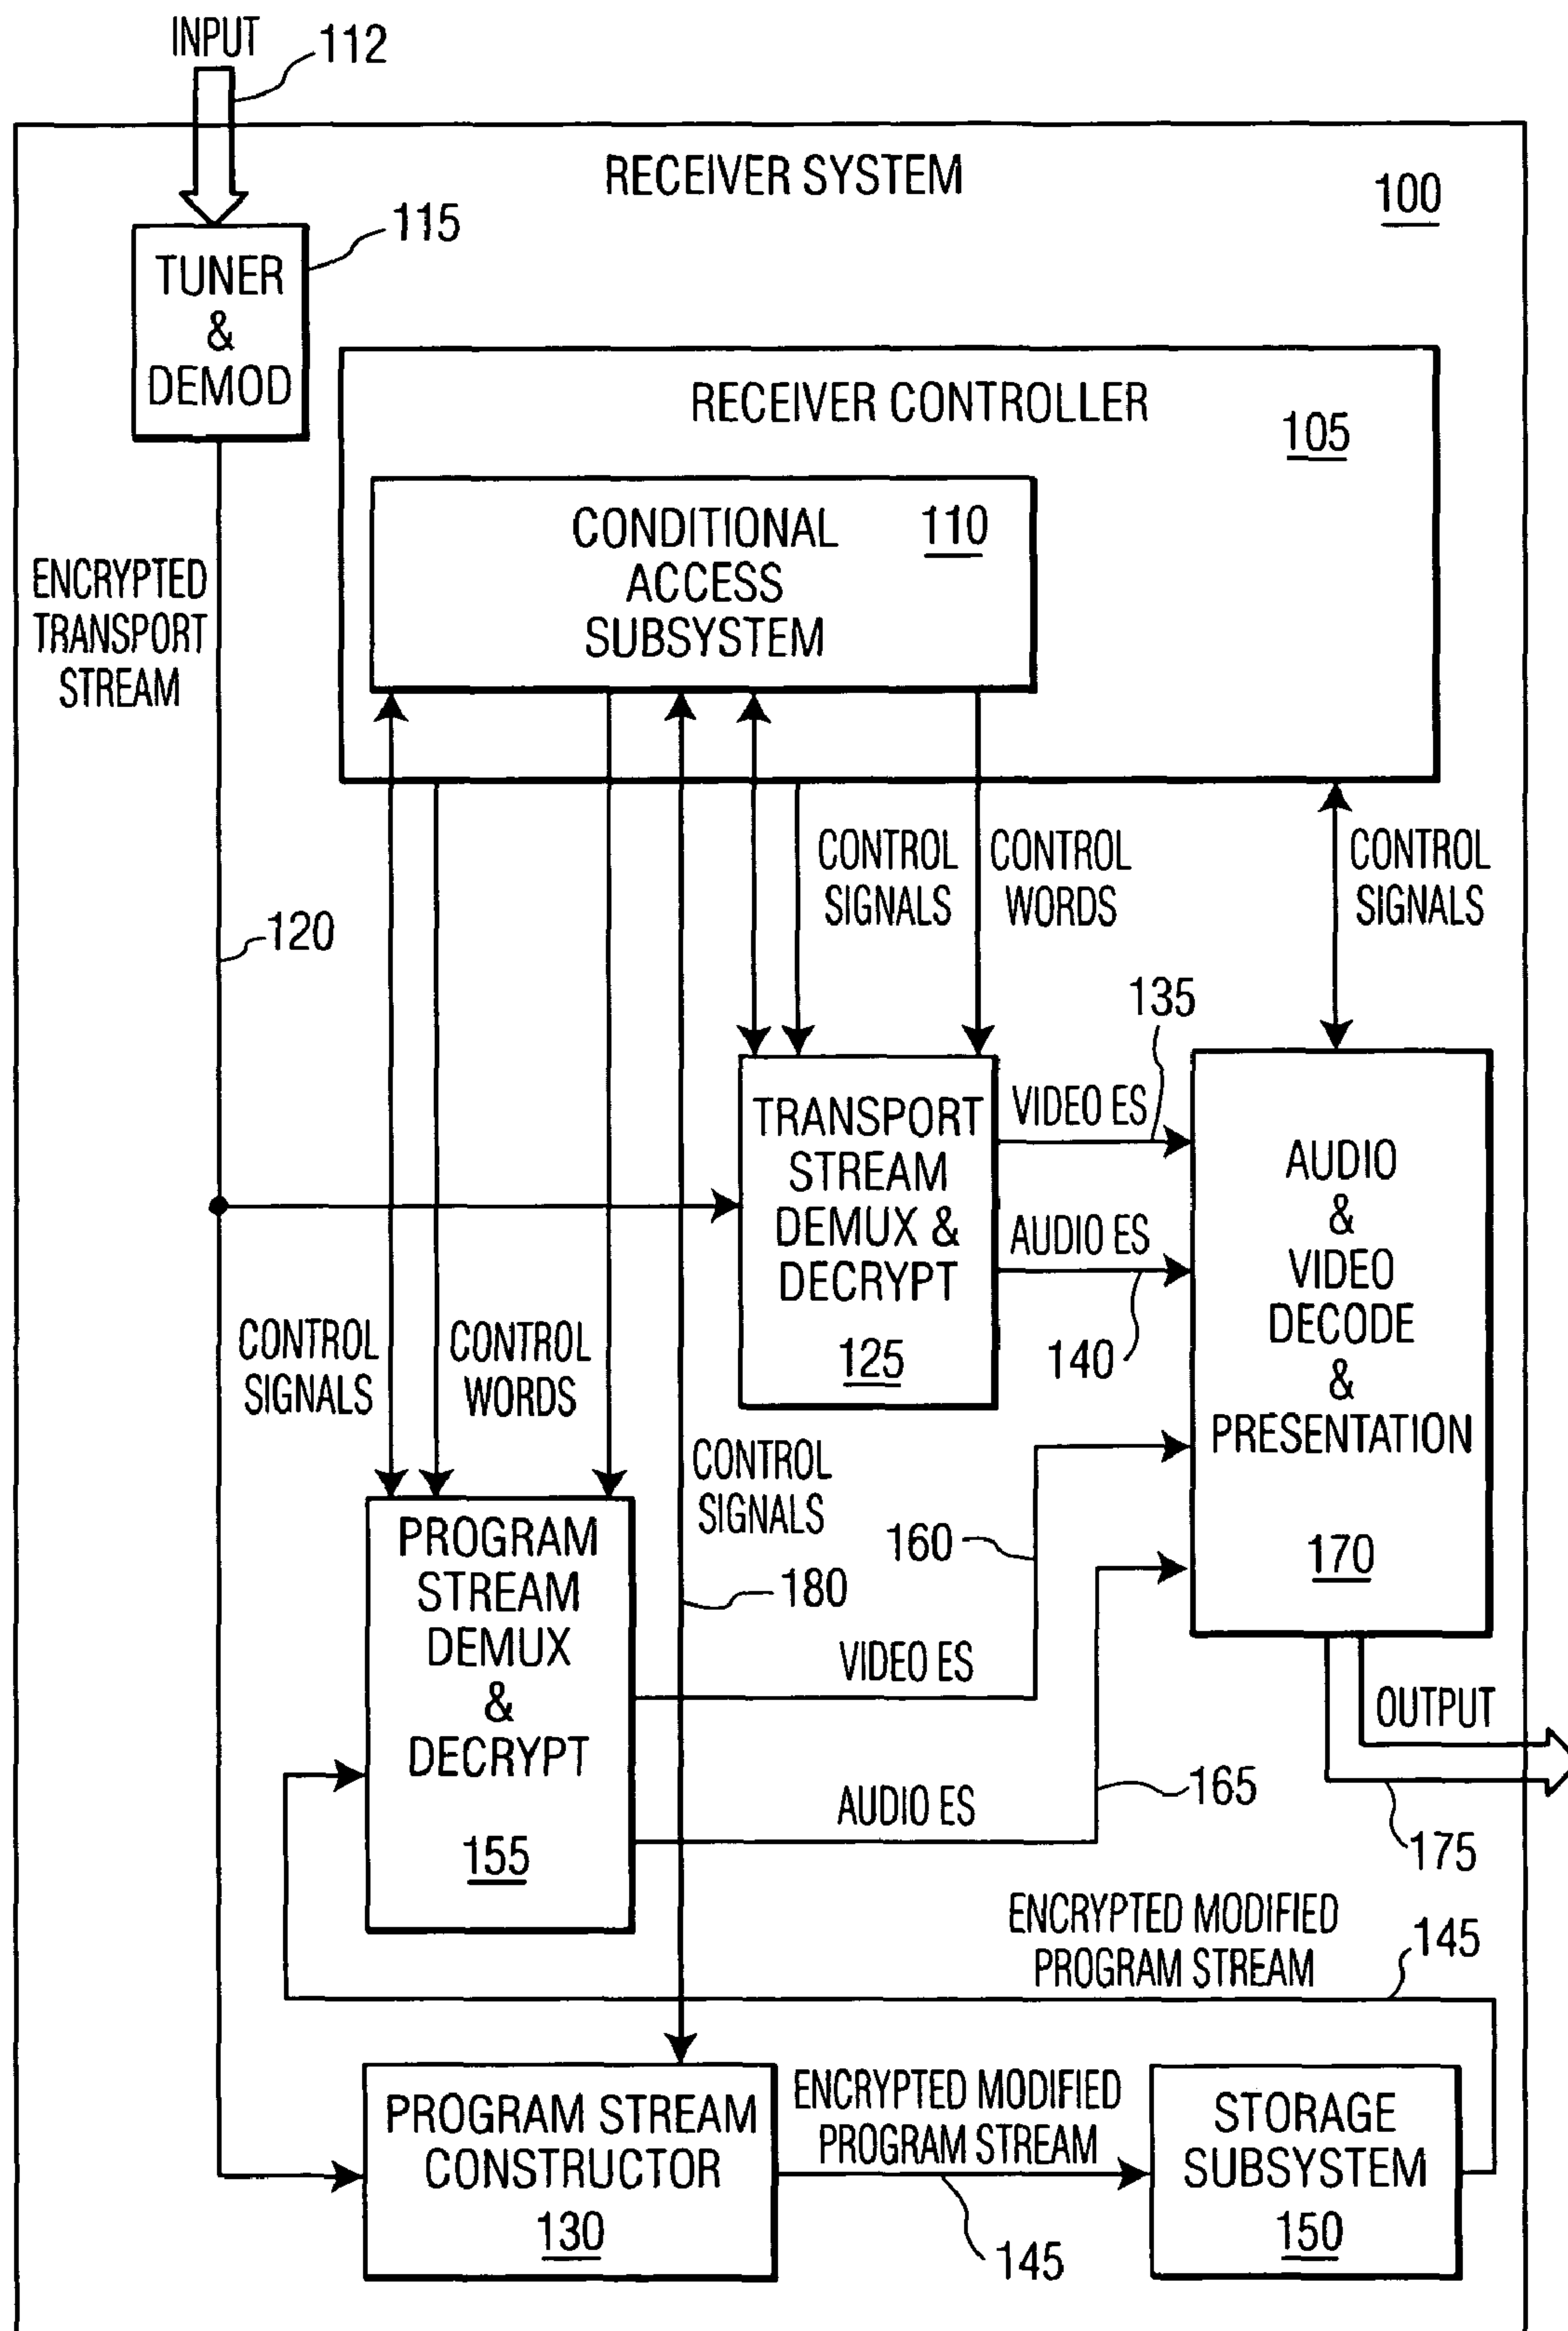 INPUT
112
RECEIVER SYSTEM
100
115
TUNER
&
DEMOD
RECEIVER CONTROLLER
105
CONDITIONAL
ACCESS
SUBSYSTEM
110
ENCRYPTED
TRANSPORT
STREAM
CONTROL
SIGNALS
CONTROL
WORDS
CONTROL
SIGNALS
120
135
TRANSPORT
STREAM
DEMUX &
DECRYPT
125
VIDEO ES
AUDIO ES
140
AUDIO
&
VIDEO
DECODE
&
PRESENTATION
170
CONTROL
SIGNALS
CONTROL
WORDS
CONTROL
SIGNALS
180
PROGRAM
STREAM
DEMUX
&
DECRYPT
155
160
VIDEO ES
AUDIO ES
165
OUTPUT
175
ENCRYPTED MODIFIED
PROGRAM STREAM
145
PROGRAM STREAM
CONSTRUCTOR
130
ENCRYPTED MODIFIED
PROGRAM STREAM
145
STORAGE
SUBSYSTEM
150